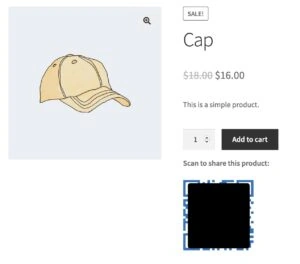 SALE!
Cap
$18.00 $16.00
This is a simple product.
1
Add to cart
Scan to share this product: